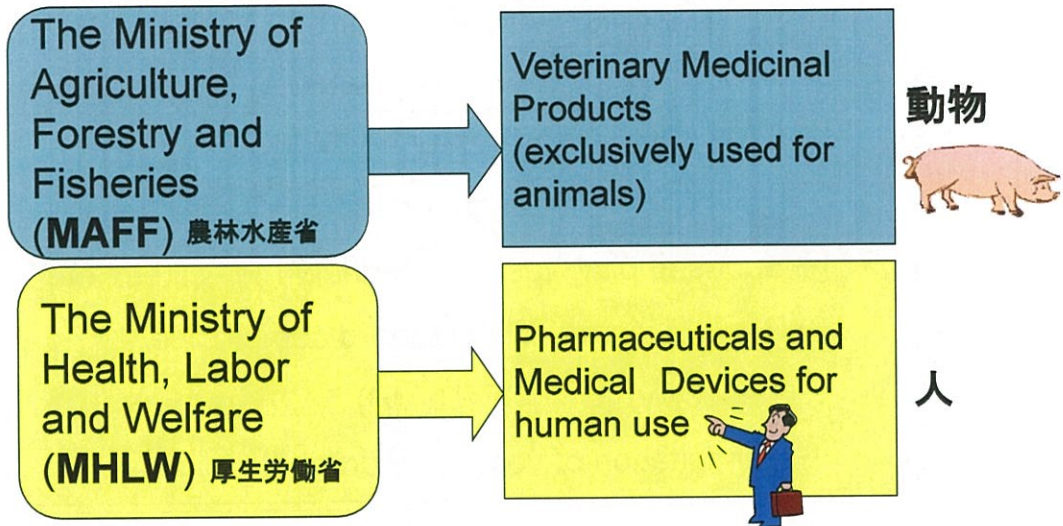 The Ministry of
Agriculture,
Forestry and
Fisheries
(MAFF) 農林水産省
Veterinary Medicinal
Products
(exclusively used for
animals)
動物
The Ministry of
Health, Labor
and Welfare
(MHLW) 厚生労働省
Pharmaceuticals and
Medical Devices for
human use
人